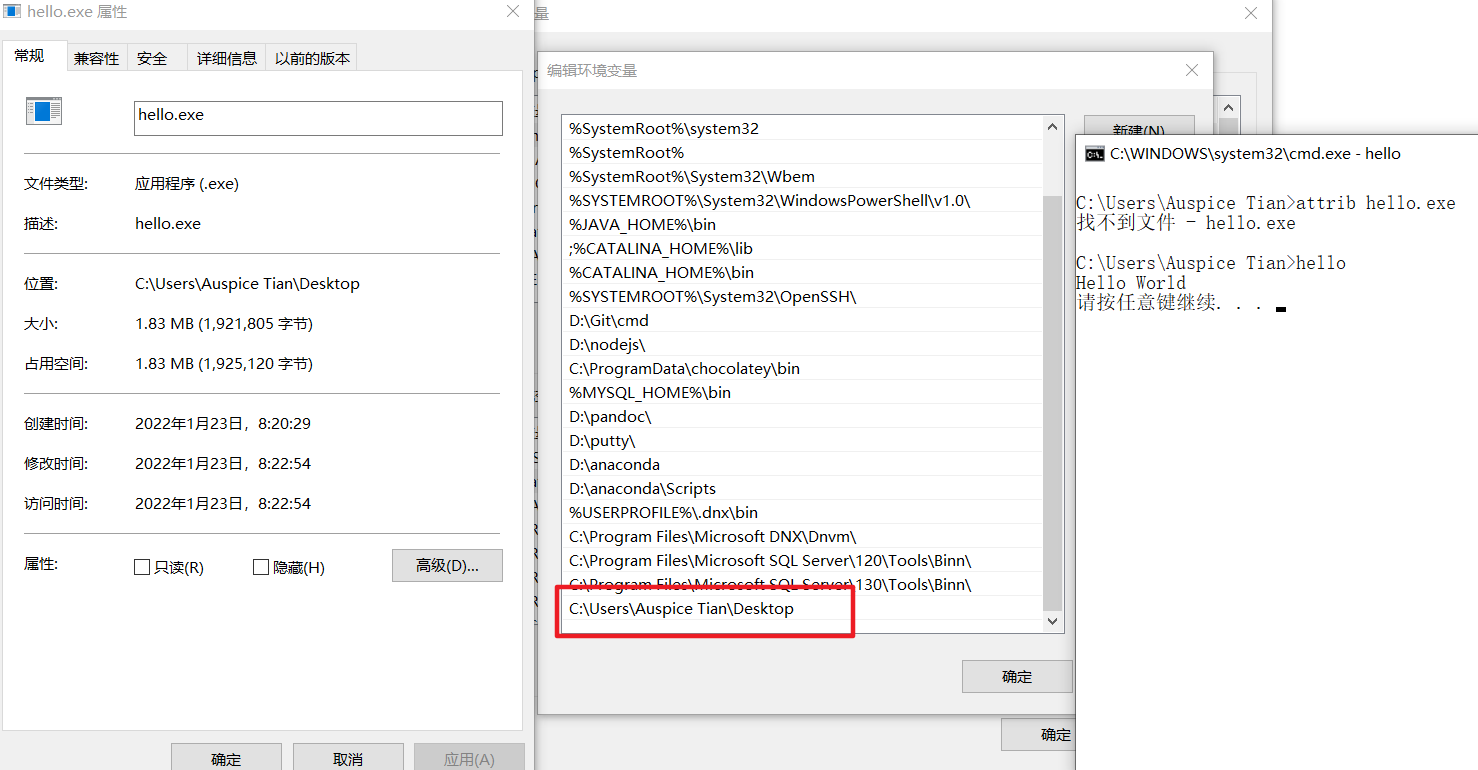 hello.exe 属性
常规
兼容性
安全
详细信息
以前的版本
hello.exe
文件类型:
应用程序 (.exe)
描述:
hello.exe
位置:
C:\Users\Auspice Tian\Desktop
大小:
1.83 MB (1,921,805 字节)
占用空间:
1.83 MB (1,925,120 字节)
创建时间:
2022年1月23日，8:20:29
修改时间:
2022年1月23日，8:22:54
访问时间:
2022年1月23日，8:22:54
属性:
只读(R)
隐藏(H)
高级(D)...
确定
取消
应用(A)
量
编辑环境变量
%SystemRoot%\system32
%SystemRoot%
%SystemRoot%\System32\Wbem
%SYSTEMROOT%\System32\WindowsPowerShell\v1.0\
%JAVA_HOME%\bin
;%CATALINA_HOME%\lib
%CATALINA_HOME%\bin
%SYSTEMROOT%\System32\OpenSSH\
D:\Git\cmd
D:\nodejs\
C:\ProgramData\chocolatey\bin
%MYSQL_HOME%\bin
D:\pandoc\
D:\putty\
D:\anaconda
D:\anaconda\Scripts
%USERPROFILE%\.dnx\bin
C:\Program Files\Microsoft DNX\Dnvm\
C:\Program Files\Microsoft SQL Server\120\Tools\Binn\
C:\Program Files\Microsoft SQL Server\130\Tools\Binn\
C:\Users\Auspice Tian\Desktop
新建(N)
确定
确定
C:\WINDOWS\system32\cmd.exe - hello
C:\Users\Auspice Tian>attrib hello.exe
找不到文件 - hello.exe
C:\Users\Auspice Tian>hello
Hello World
请按任意键继续. . .